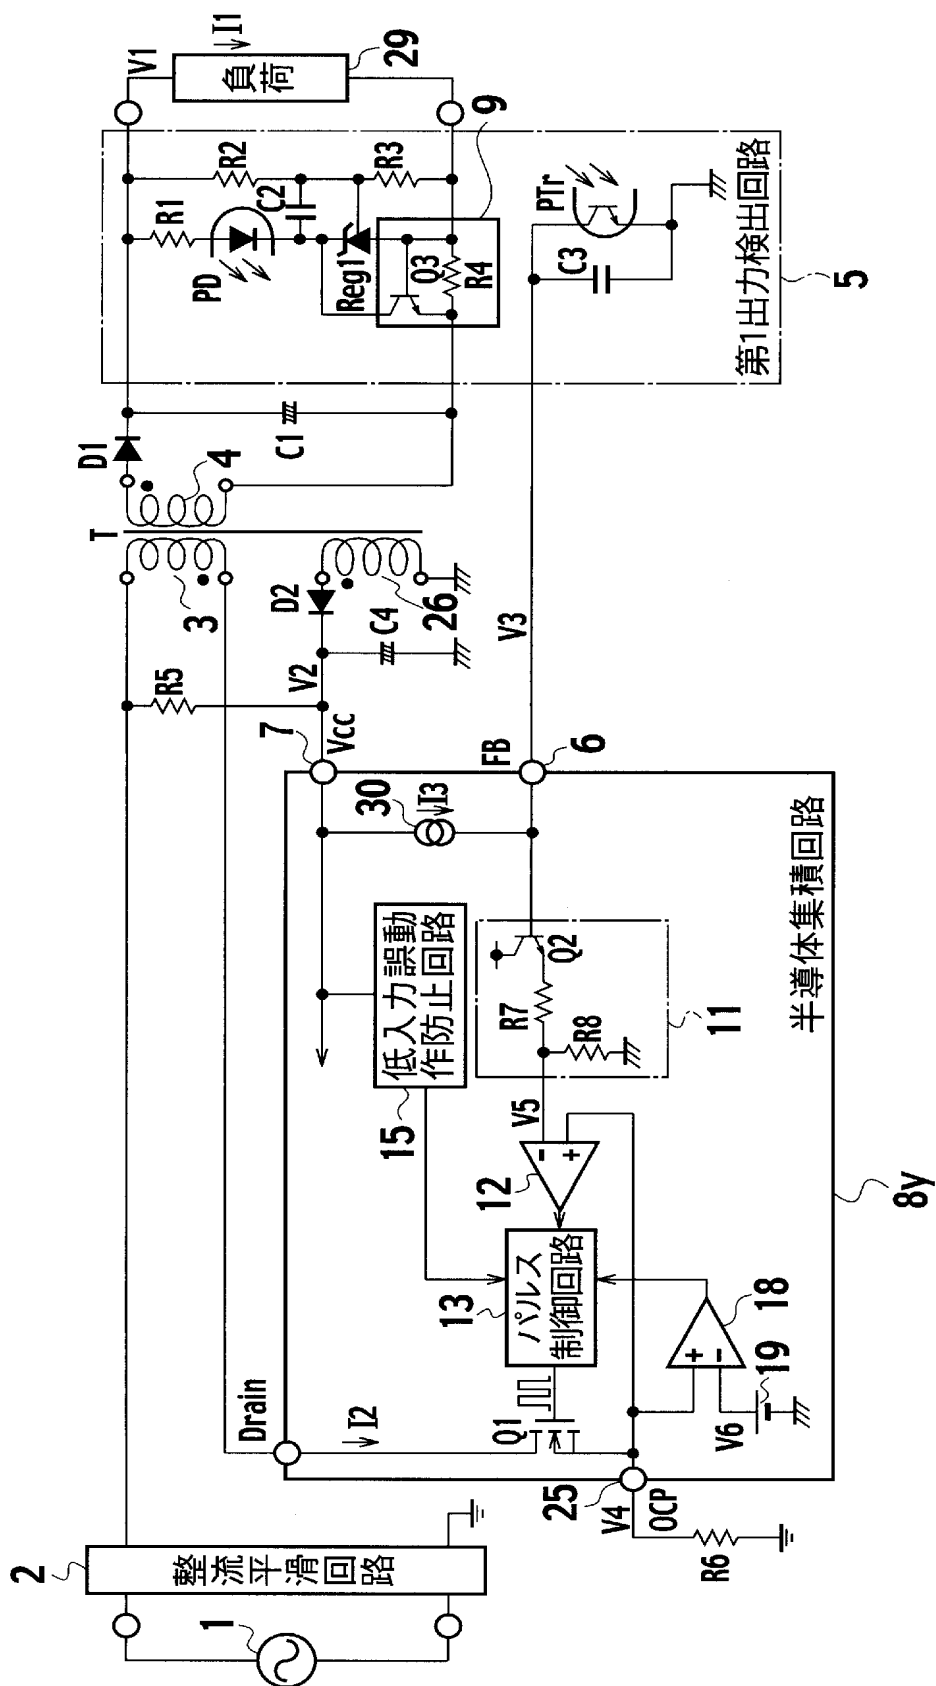 1
2
整流平滑回路
Drain
I2
R5
3
T
4
D1
C1
D2
26
C4
V2
7
Vcc
R1
PD
R2
C2
R3
Reg1
Q3
R4
9
V1
I1
負荷
29
第1出力検出回路
5
PTr
C3
V3
FB
6
30
I3
低入力誤動
作防止回路
15
Q2
R7
R8
11
V5
12
パルス
制御回路
13
Q1
25
V4
OCP
R6
V6
19
18
半導体集積回路
8y
-
+
+
-